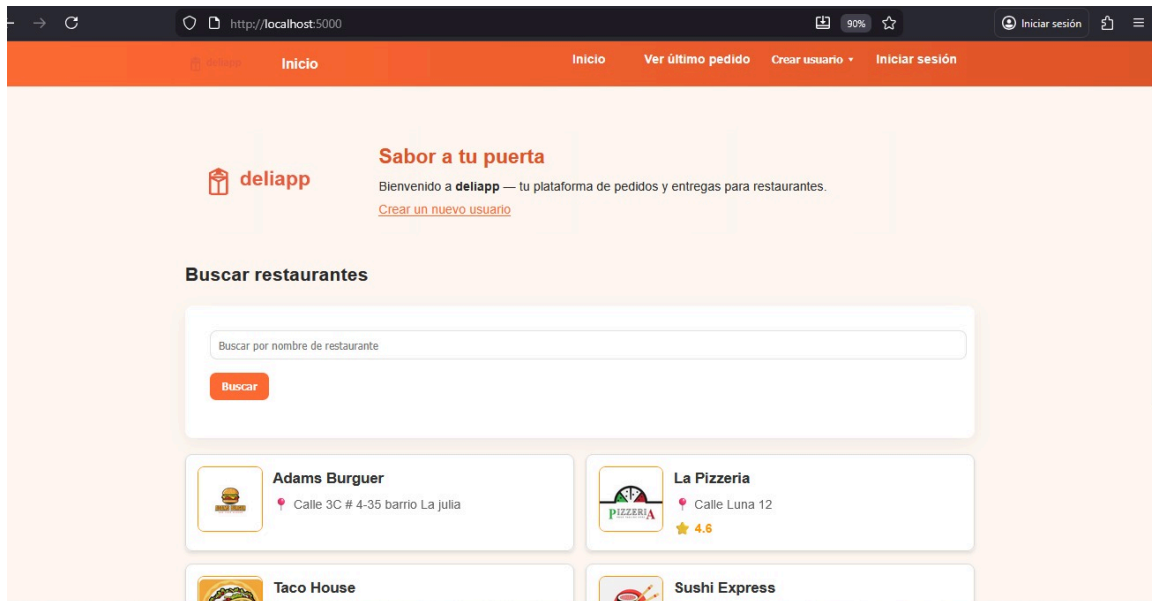 http://localhost:5000
90%
Iniciar sesión
deliapp
Inicio
Inicio
Ver último pedido
Crear usuario
Iniciar sesión
deliapp
Sabor a tu puerta
Bienvenido a deliapp — tu plataforma de pedidos y entregas para restaurantes.
Crear un nuevo usuario
Buscar restaurantes
Buscar por nombre de restaurante
Buscar
Adams Burguer
Calle 3C # 4-35 barrio La julia
PIZZERIA
La Pizzeria
Calle Luna 12
4.6
Taco House
Sushi Express